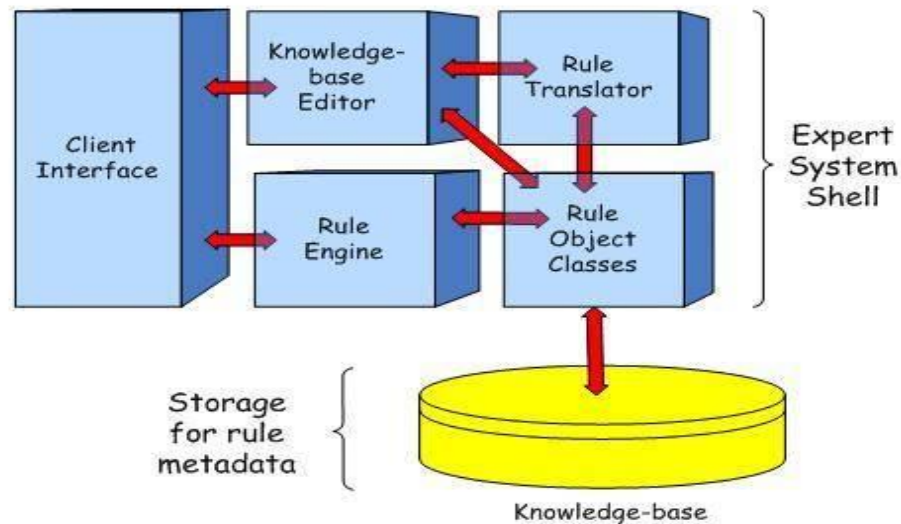 Knowledge-
base
Editor
Rule
Translator
Client
Interface
Expert
System
Shell
Rule
Engine
Rule
Object
Classes
Storage
for rule
metadata
Knowledge-base